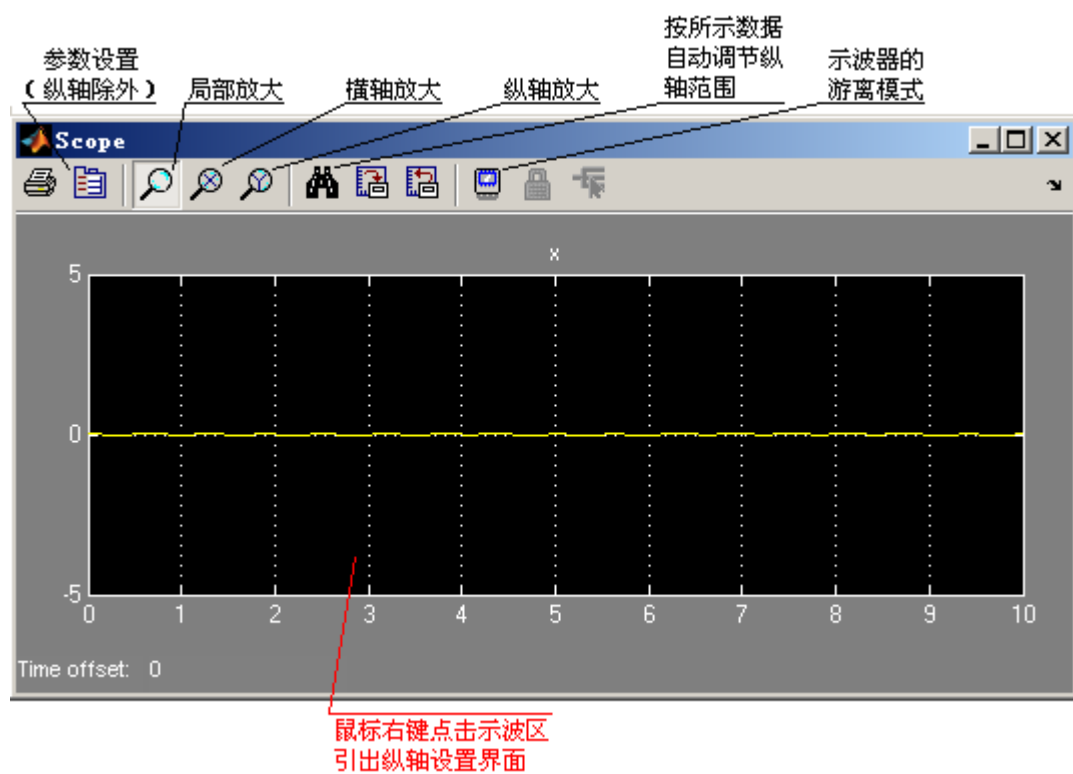 参数设置
(纵轴除外)
局部放大
横轴放大
纵轴放大
按所示数据
自动调节纵
轴范围
示波器的
游离模式
Scope
x
5
0
-5
0 1 2 3 4 5 6 7 8 9 10
Time offset: 0
鼠标右键点击示波区
引出纵轴设置界面